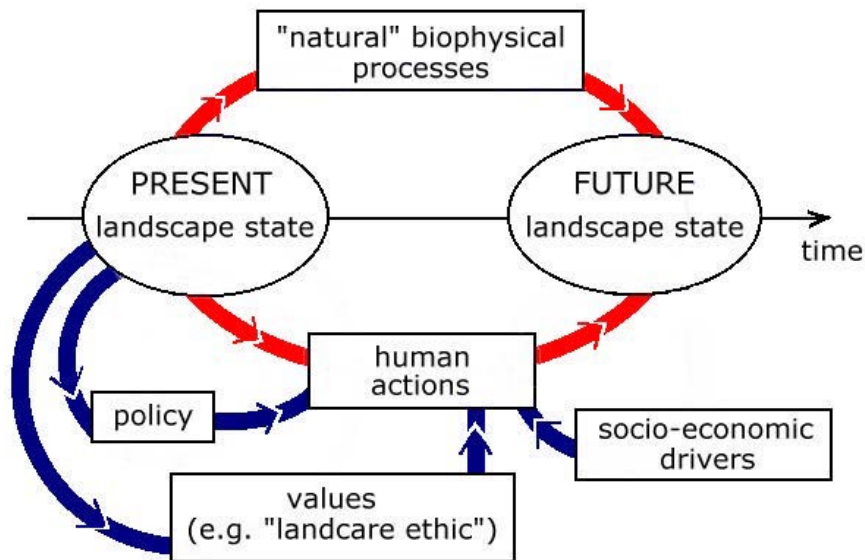 "natural" biophysical
processes
PRESENT
landscape state
FUTURE
landscape state
time
human
actions
policy
socio-economic
drivers
values
(e.g. "landcare ethic")